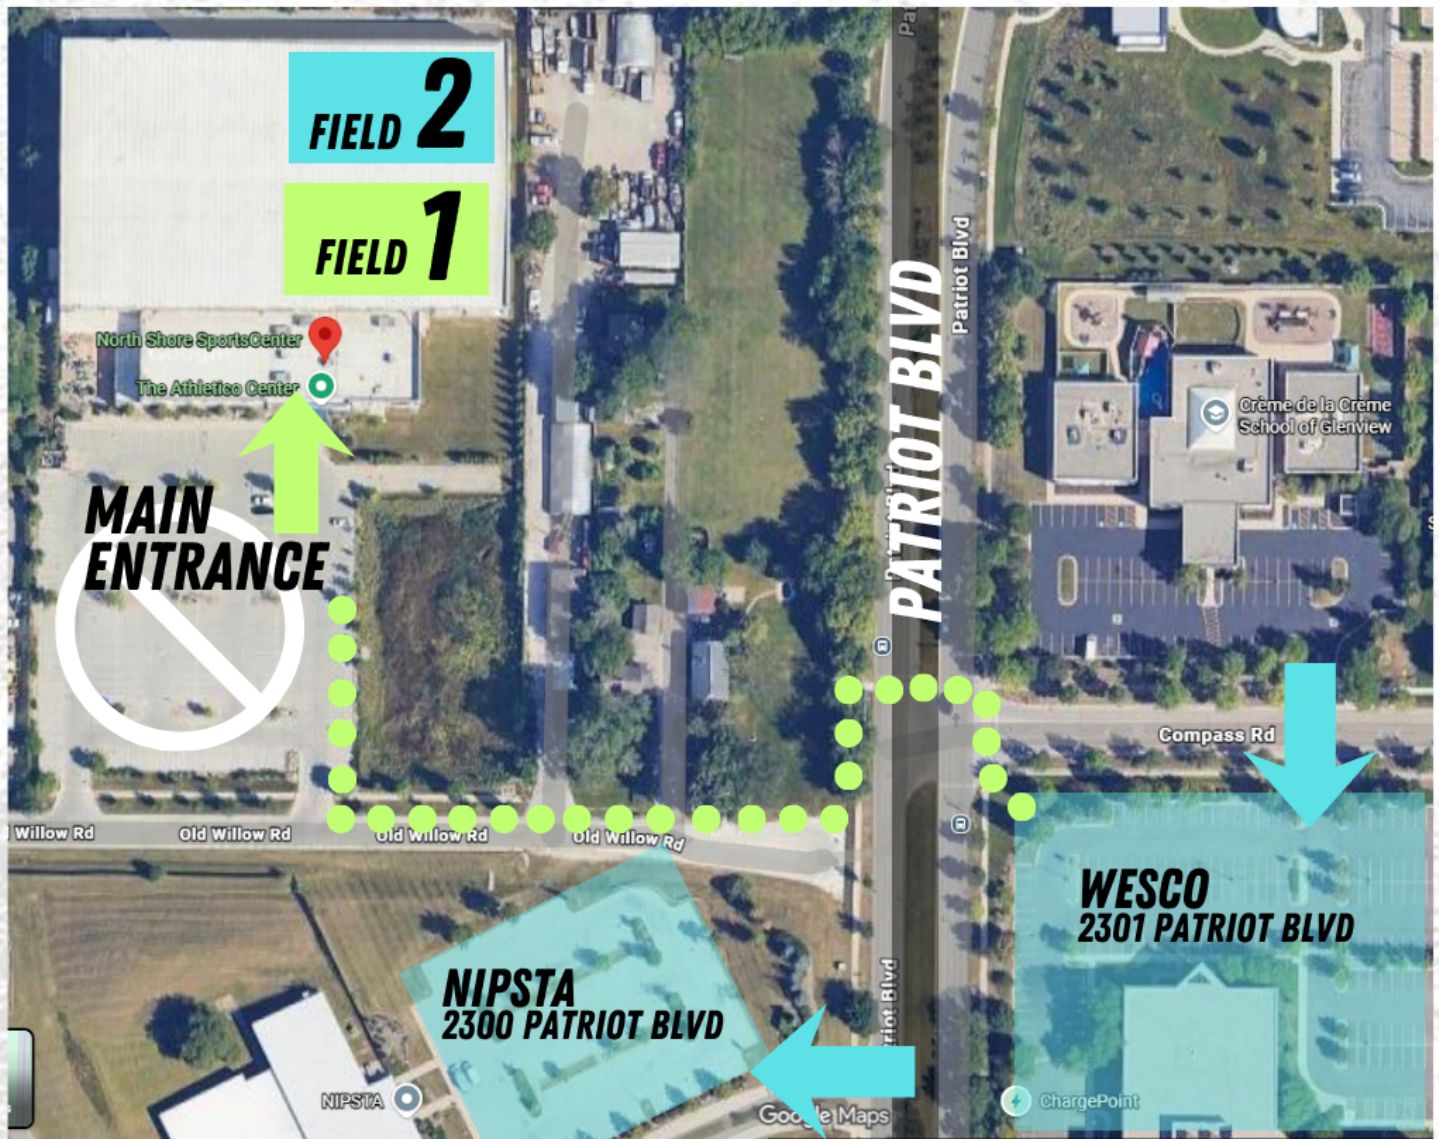 FIELD 2
FIELD 1
North Shore SportsCenter
The Athletico Center
MAIN
ENTRANCE
PATRIOT BLVD
Patriot Blvd
Crème de la Crème
School of Glenview
Compass Rd
Willow Rd
Old Willow Rd
Old Willow Rd
Old Willow Rd
WESCO
2301 PATRIOT BLVD
NIPSTA
2300 PATRIOT BLVD
NIPSTA
Google Maps
ChargePoint